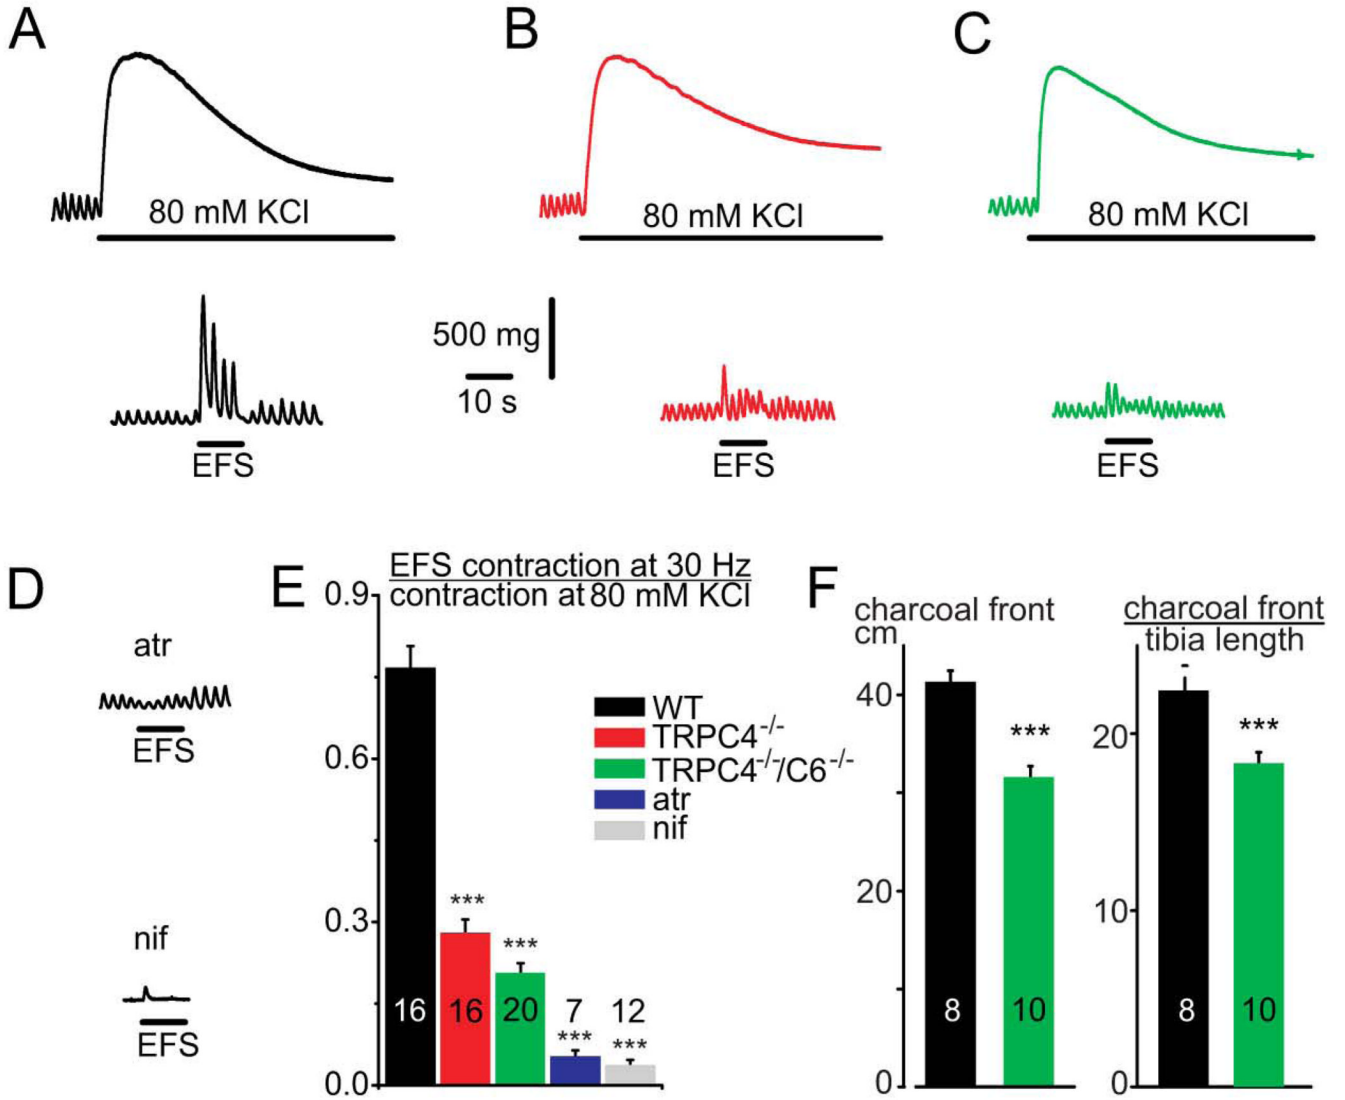 A
B
C
80 mM KCl
80 mM KCl
80 mM KCl
500 mg
10 s
EFS
EFS
EFS
D
atr
EFS
nif
EFS
E
EFS contraction at 30 Hz
contraction at 80 mM KCl
0.9
0.6
0.3
0.0
***
***
***
***
16
16
20
7
12
WT
TRPC4-/-
TRPC4-/-/C6-/-
atr
nif
F
charcoal front
cm
40
20
0
***
8
10
charcoal front
tibia length
20
10
0
***
8
10